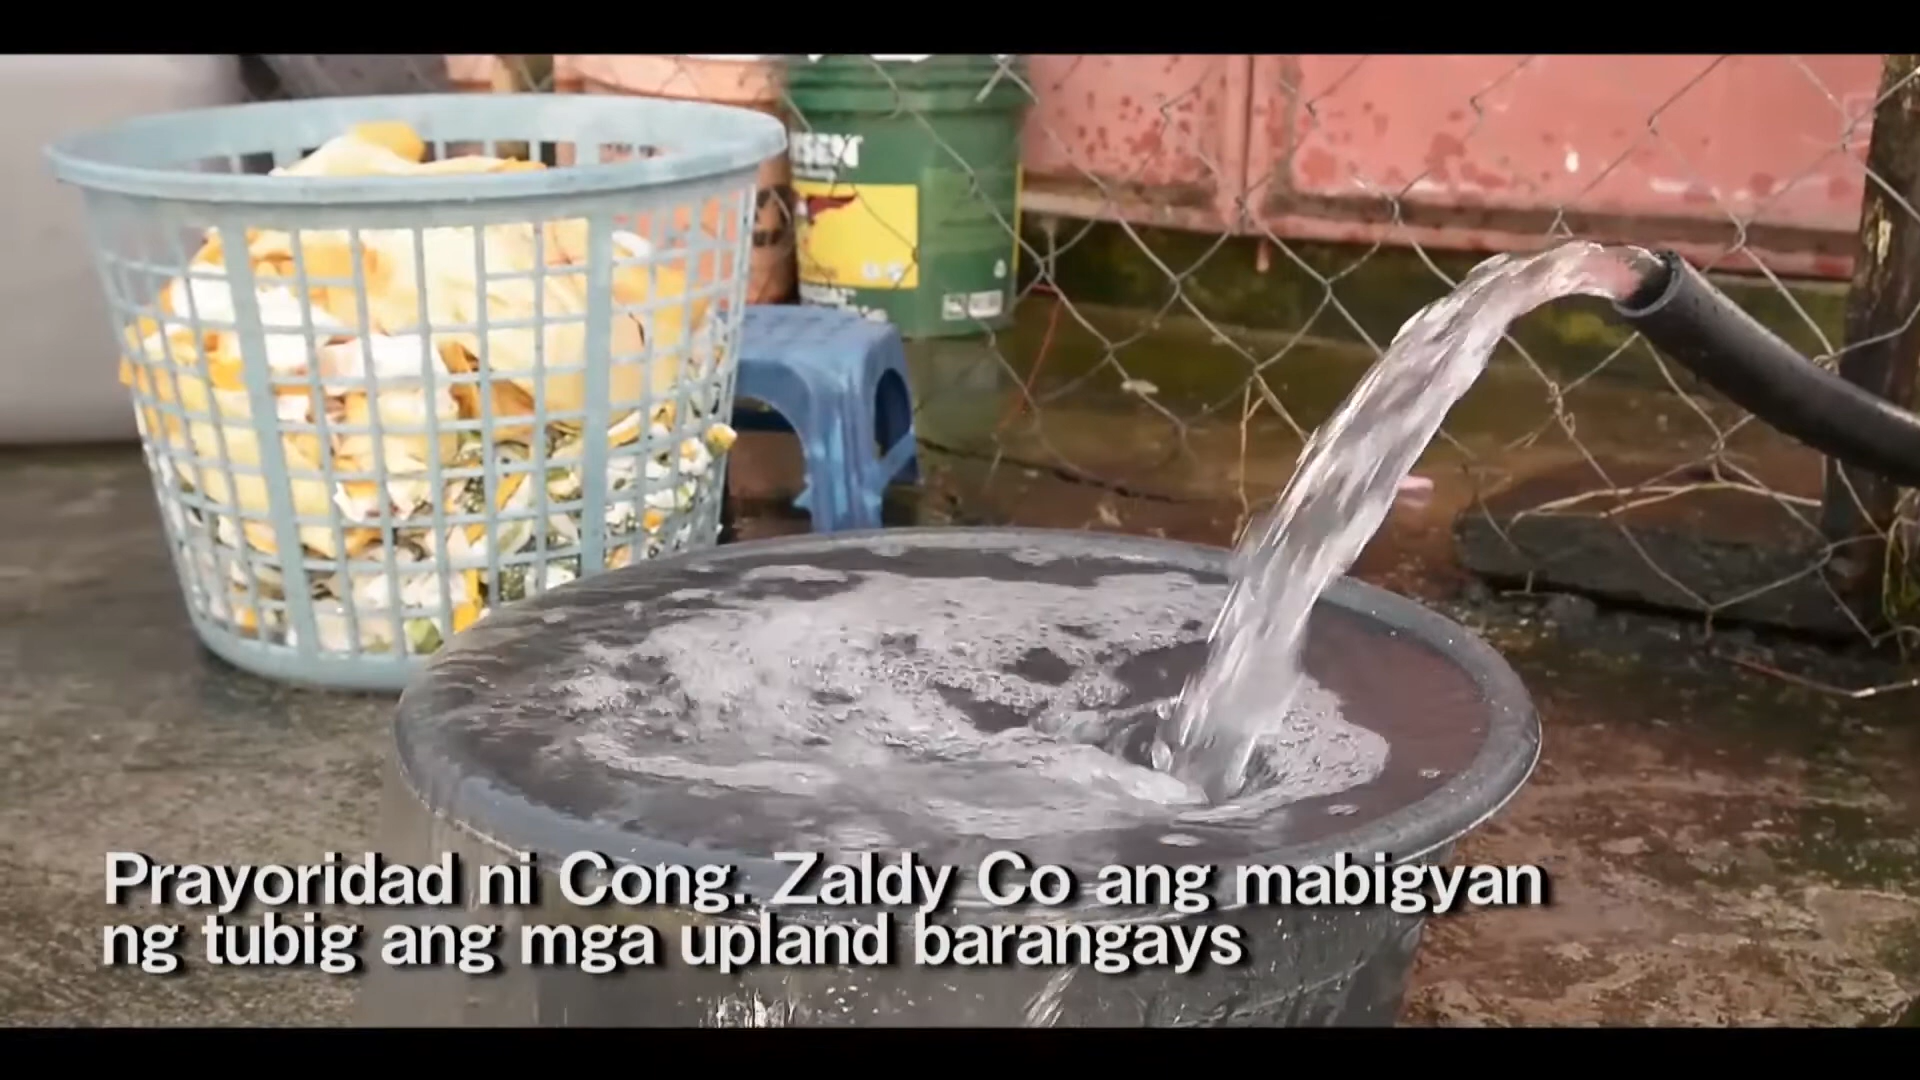 Prayoridad ni Cong. Zaldy Co ang mabigyan
ng tubig ang mga upland barangays